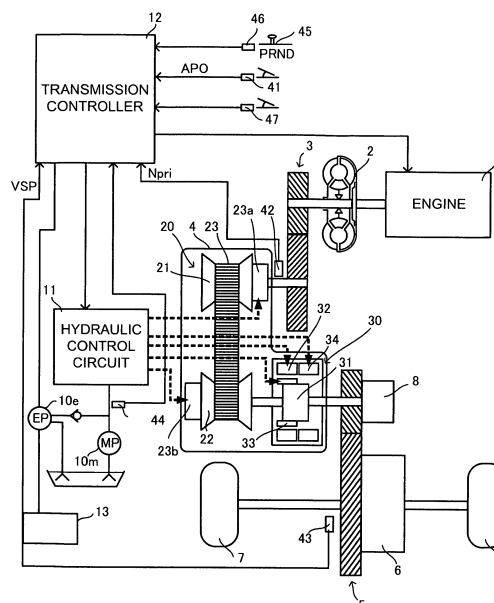 12
46
45
PRND
TRANSMISSION
CONTROLLER
APO
41
47
VSP
Npri
3
2
ENGINE
4
23a
42
20
23
21
11
HYDRAULIC
CONTROL
CIRCUIT
32
34
30
31
8
10e
EP
44
22
33
MP
10m
23b
13
43
7
6